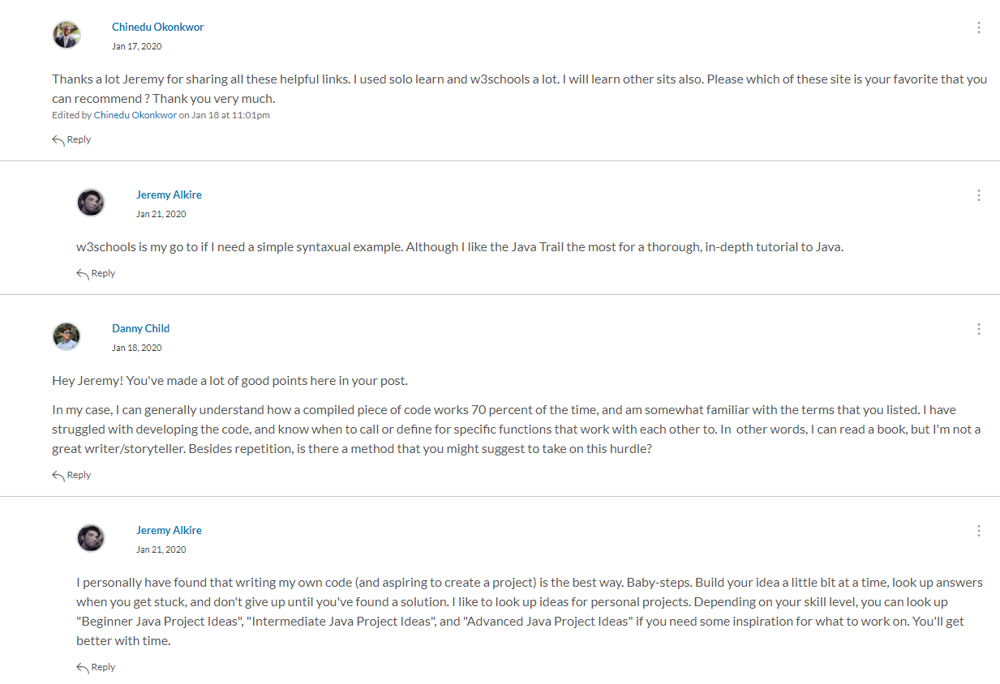 Chinedu Okonkwor
Jan 17, 2020
Thanks a lot Jeremy for sharing all these helpful links. I used solo learn and w3schools a lot. I will learn other sits also. Please which of these site is your favorite that you
can recommend ? Thank you very much.
Edited by Chinedu Okonkwor on Jan 18 at 11:01pm
Reply
Jeremy Alkire
Jan 21, 2020
w3schools is my go to if I need a simple syntaxual example. Although I like the Java Trail the most for a thorough, in-depth tutorial to Java.
Reply
Danny Child
Jan 18, 2020
Hey Jeremy! You've made a lot of good points here in your post.
In my case, I can generally understand how a compiled piece of code works 70 percent of the time, and am somewhat familiar with the terms that you listed. I have
struggled with developing the code, and know when to call or define for specific functions that work with each other to. In  other words, I can read a book, but I'm not a
great writer/storyteller. Besides repetition, is there a method that you might suggest to take on this hurdle?
Reply
Jeremy Alkire
Jan 21, 2020
I personally have found that writing my own code (and aspiring to create a project) is the best way. Baby-steps. Build your idea a little bit at a time, look up answers
when you get stuck, and don't give up until you've found a solution. I like to look up ideas for personal projects. Depending on your skill level, you can look up
"Beginner Java Project Ideas", "Intermediate Java Project Ideas", and "Advanced Java Project Ideas" if you need some inspiration for what to work on. You'll get
better with time.
Reply